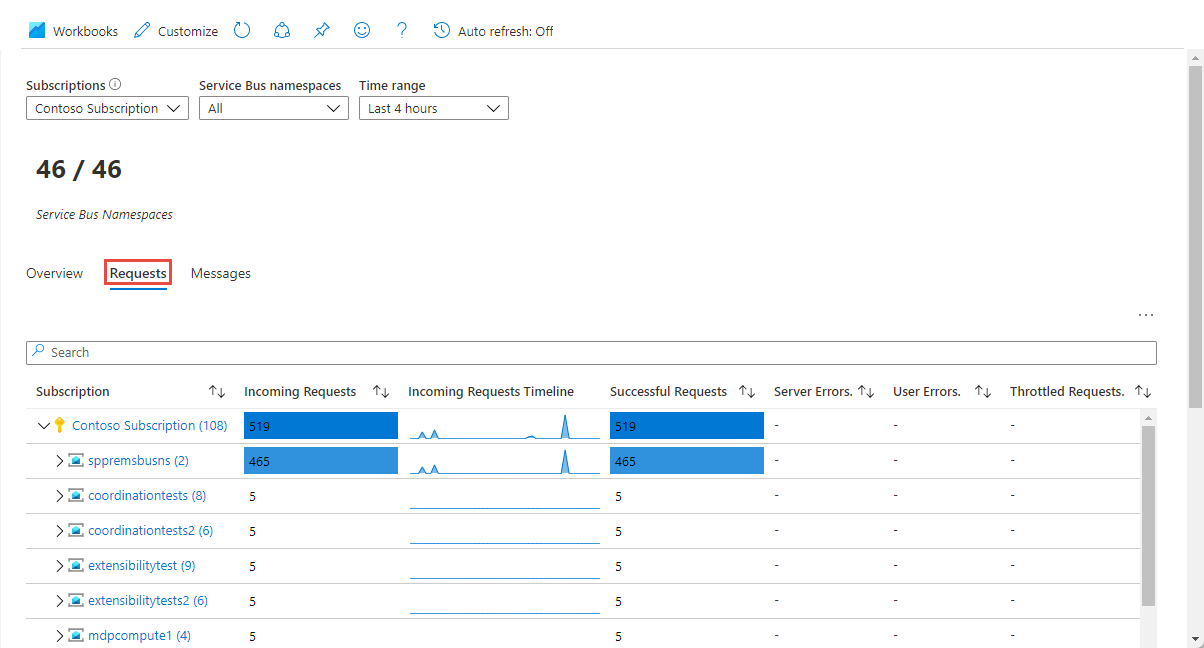 Workbooks Customize ? Auto refresh: Off
Subscriptions Service Bus namespaces Time range
Contoso Subscription All Last 4 hours
46 / 46
Service Bus Namespaces
Overview Requests Messages
...
Search
Subscription Incoming Requests Incoming Requests Timeline Successful Requests Server Errors. User Errors. Throttled Requests.
Contoso Subscription (108) 519 519 - - -
sppremsbusns (2) 465 465 - - -
coordinationtests (8) 5 5 - - -
coordinationtests2 (6) 5 5 - - -
extensibilitytest (9) 5 5 - - -
extensibilitytests2 (6) 5 5 - - -
mdpcompute1 (4) 5 5 - - -